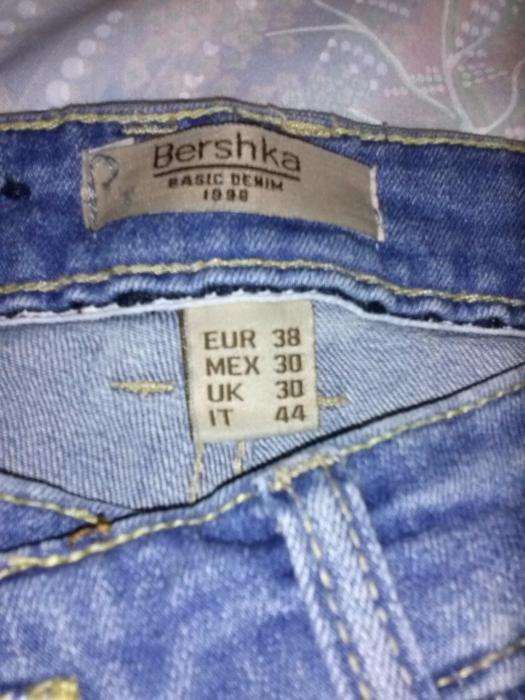 Bershka
BASIC DENIM
1998
EUR 38
MEX 30
UK 30
IT 44